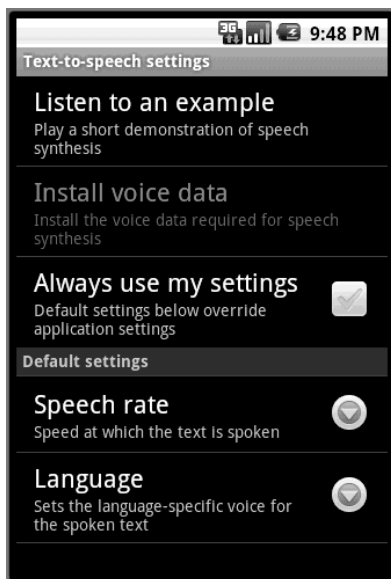 3G 9:48 PM
Text-to-speech settings
Listen to an example
Play a short demonstration of speech
synthesis
Install voice data
Install the voice data required for speech
synthesis
Always use my settings
Default settings below override
application settings
Default settings
Speech rate
Speed at which the text is spoken
Language
Sets the language-specific voice for
the spoken text